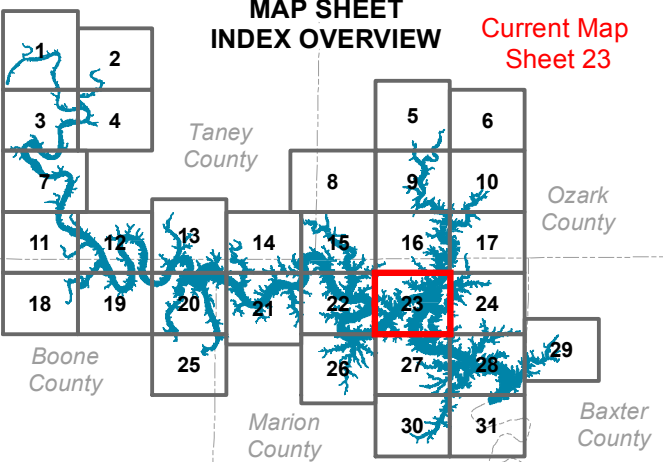 MAP SHEET
INDEX OVERVIEW
Current Map
Sheet 23
1
2
3
4
5
6
Taney
County
7
8
9
10
Ozark
County
11
12
13
14
15
16
17
18
19
20
21
22
23
24
Boone
County
25
26
27
28
29
Marion
County
30
31
Baxter
County